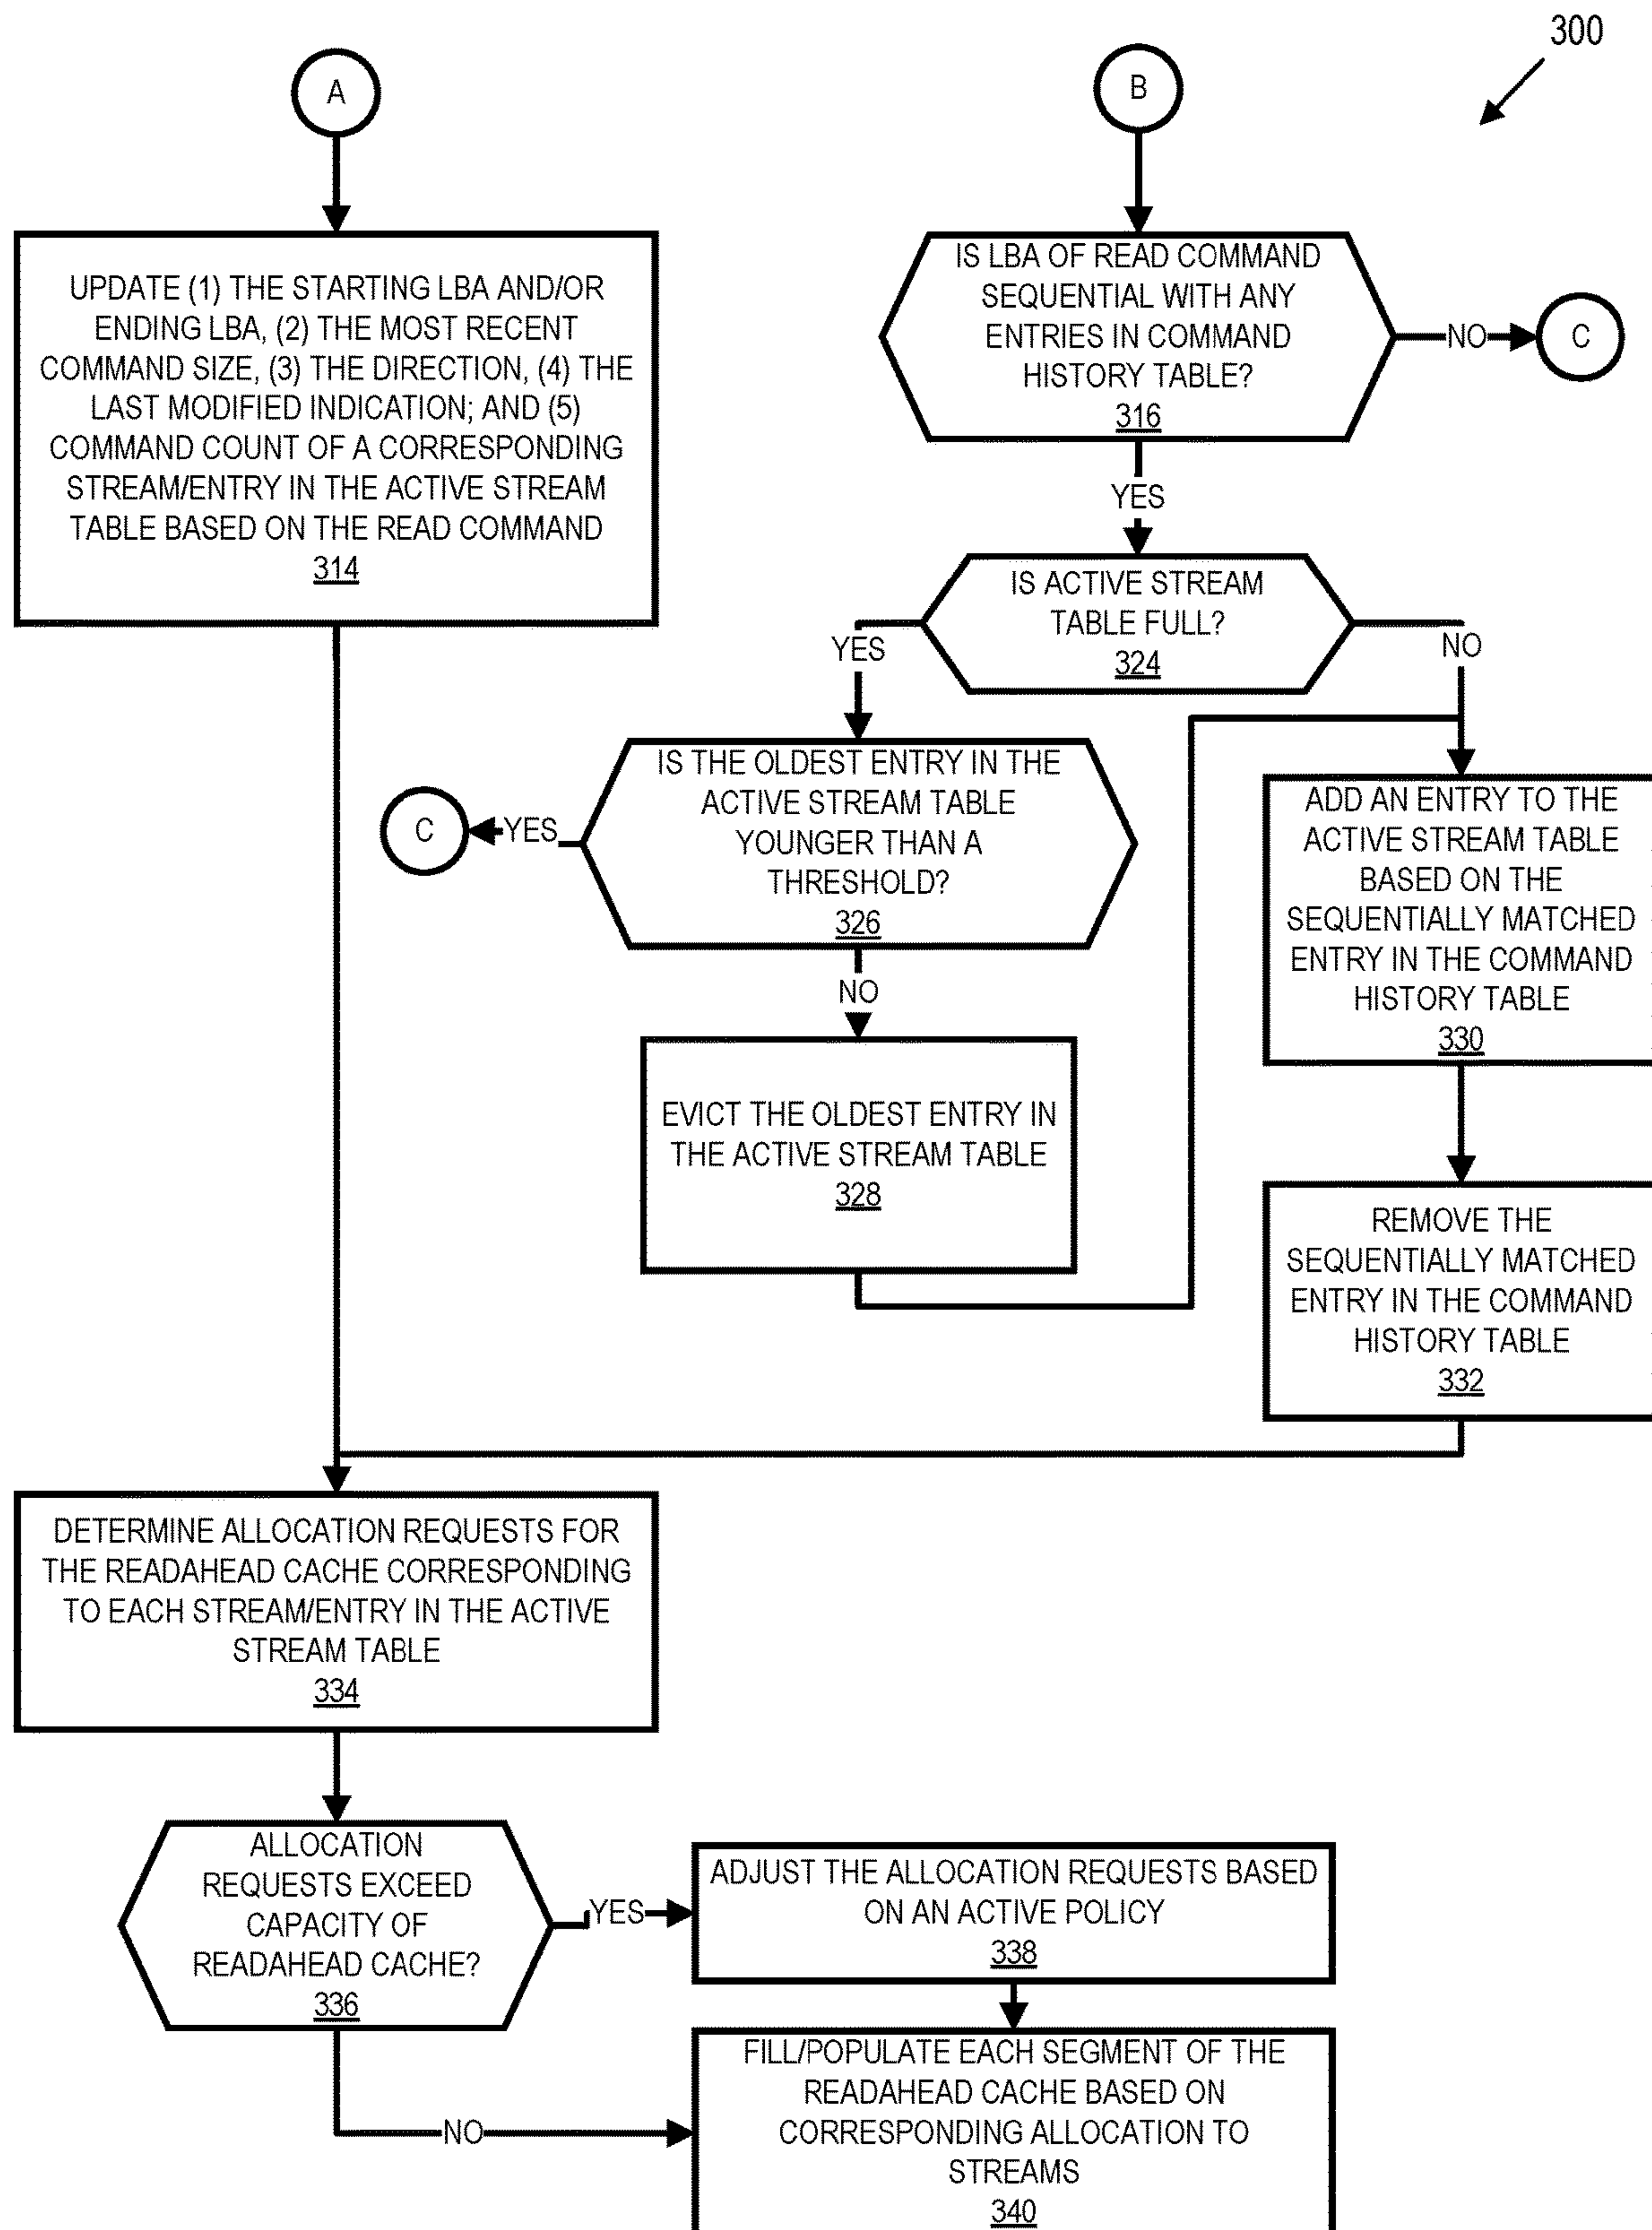 300
A
B
UPDATE (1) THE STARTING LBA AND/OR
ENDING LBA, (2) THE MOST RECENT
COMMAND SIZE, (3) THE DIRECTION, (4) THE
LAST MODIFIED INDICATION; AND (5)
COMMAND COUNT OF A CORRESPONDING
STREAM/ENTRY IN THE ACTIVE STREAM
TABLE BASED ON THE READ COMMAND
314
IS LBA OF READ COMMAND
SEQUENTIAL WITH ANY
ENTRIES IN COMMAND
HISTORY TABLE?
316
NO
C
YES
IS ACTIVE STREAM
TABLE FULL?
324
YES
NO
IS THE OLDEST ENTRY IN THE
ACTIVE STREAM TABLE
YOUNGER THAN A
THRESHOLD?
326
YES
C
NO
EVICT THE OLDEST ENTRY IN
THE ACTIVE STREAM TABLE
328
ADD AN ENTRY TO THE
ACTIVE STREAM TABLE
BASED ON THE
SEQUENTIALLY MATCHED
ENTRY IN THE COMMAND
HISTORY TABLE
330
REMOVE THE
SEQUENTIALLY MATCHED
ENTRY IN THE COMMAND
HISTORY TABLE
332
DETERMINE ALLOCATION REQUESTS FOR
THE READAHEAD CACHE CORRESPONDING
TO EACH STREAM/ENTRY IN THE ACTIVE
STREAM TABLE
334
ALLOCATION
REQUESTS EXCEED
CAPACITY OF
READAHEAD CACHE?
336
YES
ADJUST THE ALLOCATION REQUESTS BASED
ON AN ACTIVE POLICY
338
NO
FILL/POPULATE EACH SEGMENT OF THE
READAHEAD CACHE BASED ON
CORRESPONDING ALLOCATION TO
STREAMS
340